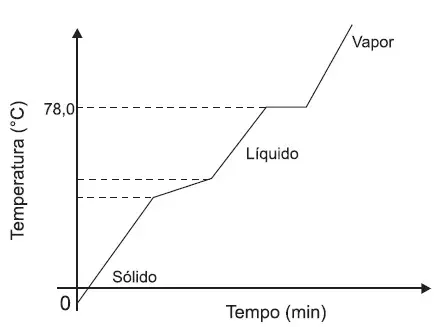 Temperatura (°C)
Vapor
78,0
Líquido
Sólido
0
Tempo (min)